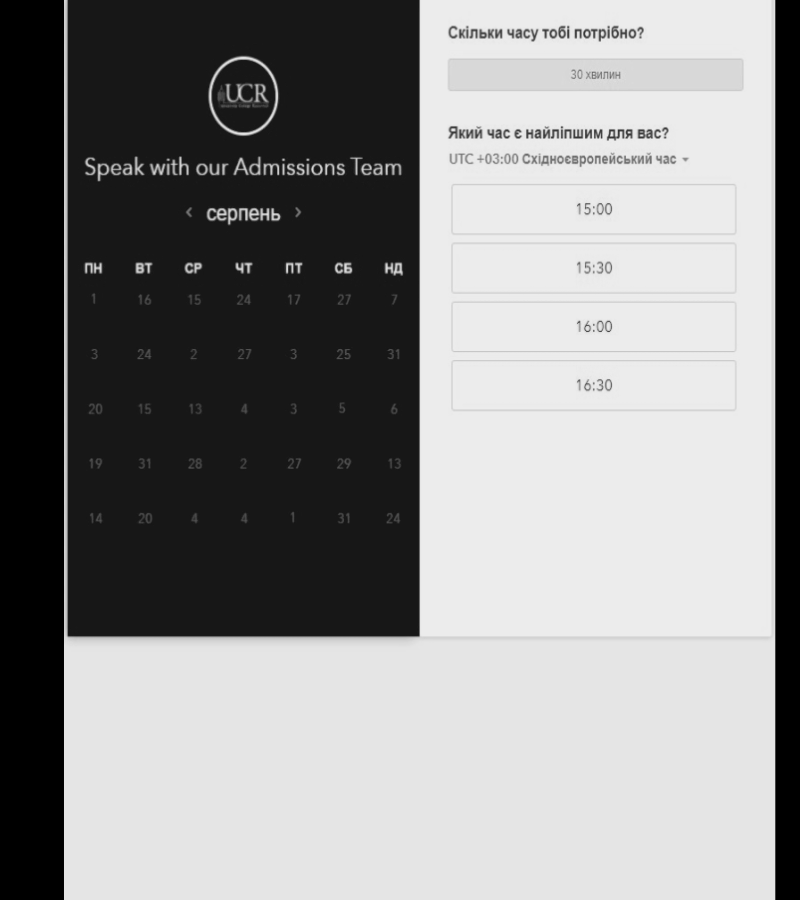 UCR
Speak with our Admissions Team
‹ серпень ›
ПН ВТ СР ЧТ ПТ СБ НД
1 16 15 24 17 27 7
3 24 2 27 3 25 31
20 15 13 4 3 5 6
19 31 28 2 27 29 13
14 20 4 4 1 31 24
Скільки часу тобі потрібно?
30 хвилин
Який час є найліпшим для вас?
UTC +03:00 Східноєвропейський час
15:00
15:30
16:00
16:30